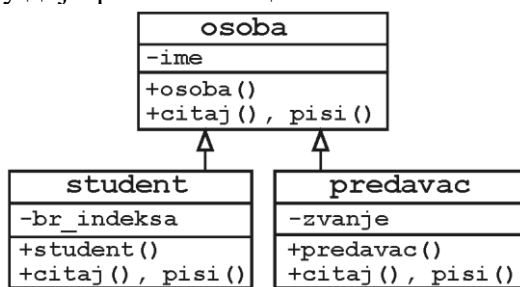 osoba
-ime
+osoba()
+citaj(), pisi()
student
-br_indeksa
+student()
+citaj(), pisi()
predavac
-zvanje
+predavac()
+citaj(), pisi()